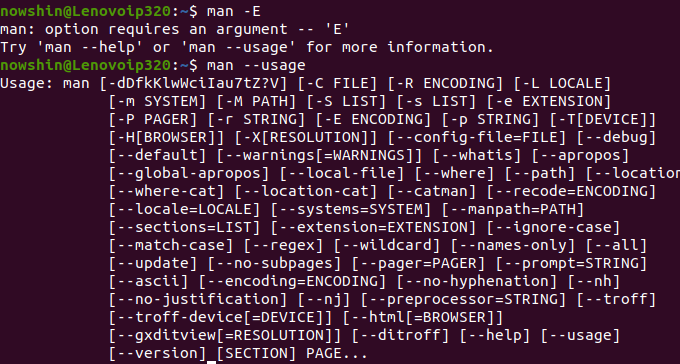 nowshin@Lenovoip320:~$ man -E
man: option requires an argument -- 'E'
Try 'man --help' or 'man --usage' for more information.
nowshin@Lenovoip320:~$ man --usage
Usage: man [-dDfkKlwWciIau7tZ?V] [-C FILE] [-R ENCODING] [-L LOCALE]
[-m SYSTEM] [-M PATH] [-S LIST] [-s LIST] [-e EXTENSION]
[-P PAGER] [-r STRING] [-E ENCODING] [-p STRING] [-T[DEVICE]]
[-H[BROWSER]] [-X[RESOLUTION]] [--config-file=FILE] [--debug]
[--default] [--warnings[=WARNINGS]] [--whatis] [--apropos]
[--global-apropos] [--local-file] [--where] [--path] [--location
[--where-cat] [--location-cat] [--catman] [--recode=ENCODING]
[--locale=LOCALE] [--systems=SYSTEM] [--manpath=PATH]
[--sections=LIST] [--extension=EXTENSION] [--ignore-case]
[--match-case] [--regex] [--wildcard] [--names-only] [--all]
[--update] [--no-subpages] [--pager=PAGER] [--prompt=STRING]
[--ascii] [--encoding=ENCODING] [--no-hyphenation] [--nh]
[--no-justification] [--nj] [--preprocessor=STRING] [--troff]
[--troff-device[=DEVICE]] [--html[=BROWSER]]
[--gxditview[=RESOLUTION]] [--ditroff] [--help] [--usage]
[--version] [SECTION] PAGE...